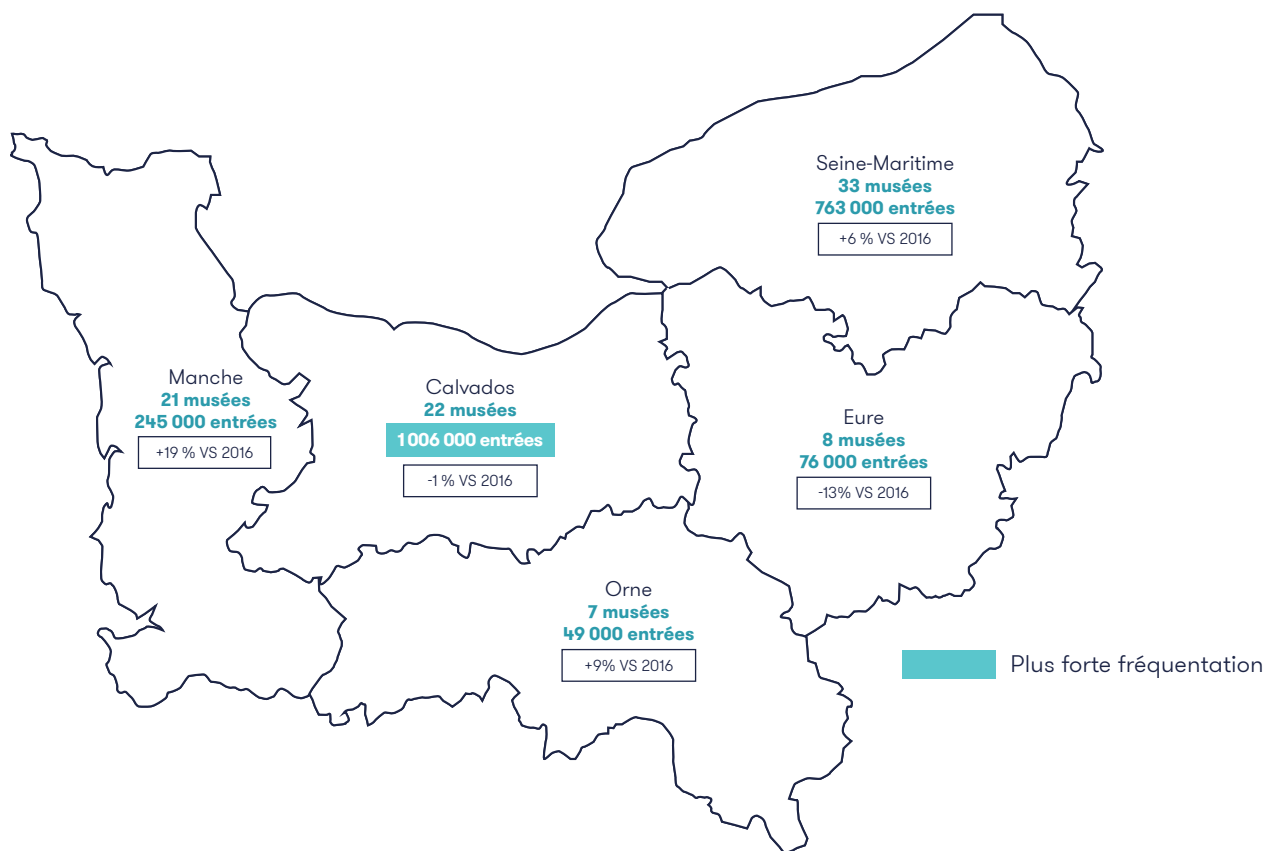 Seine-Maritime
33 musées
763 000 entrées
+6 % VS 2016
Manche
21 musées
245 000 entrées
+19 % VS 2016
Calvados
22 musées
1 006 000 entrées
-1 % VS 2016
Eure
8 musées
76 000 entrées
-13% VS 2016
Orne
7 musées
49 000 entrées
+9% VS 2016
Plus forte fréquentation